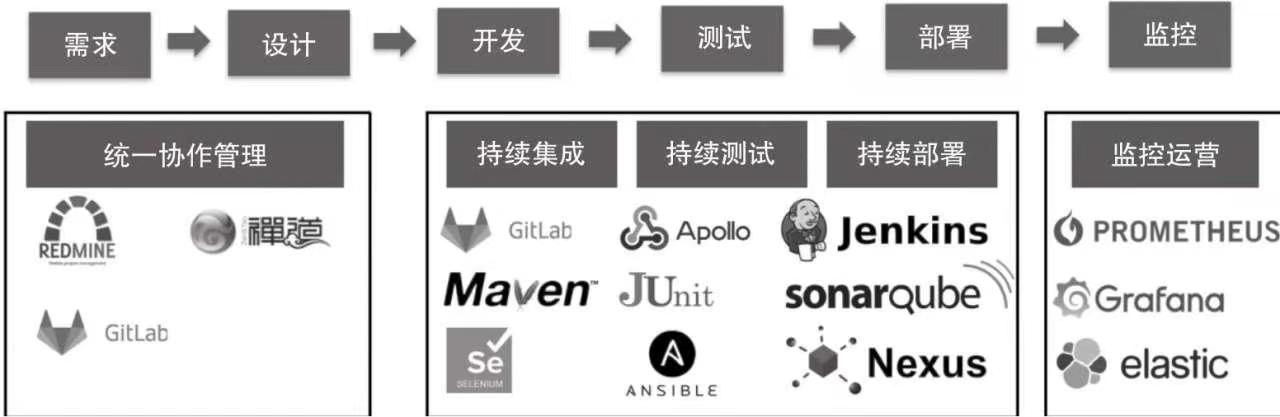 需求 设计 开发 测试 部署 监控
统一协作管理 持续集成 持续测试 持续部署 监控运营
REDMINE 禪道 GitLab Apollo Jenkins PROMETHEUS
Maven™ JUnit sonarqube Grafana
GitLab
Se SELENIUM ANSIBLE Nexus elastic